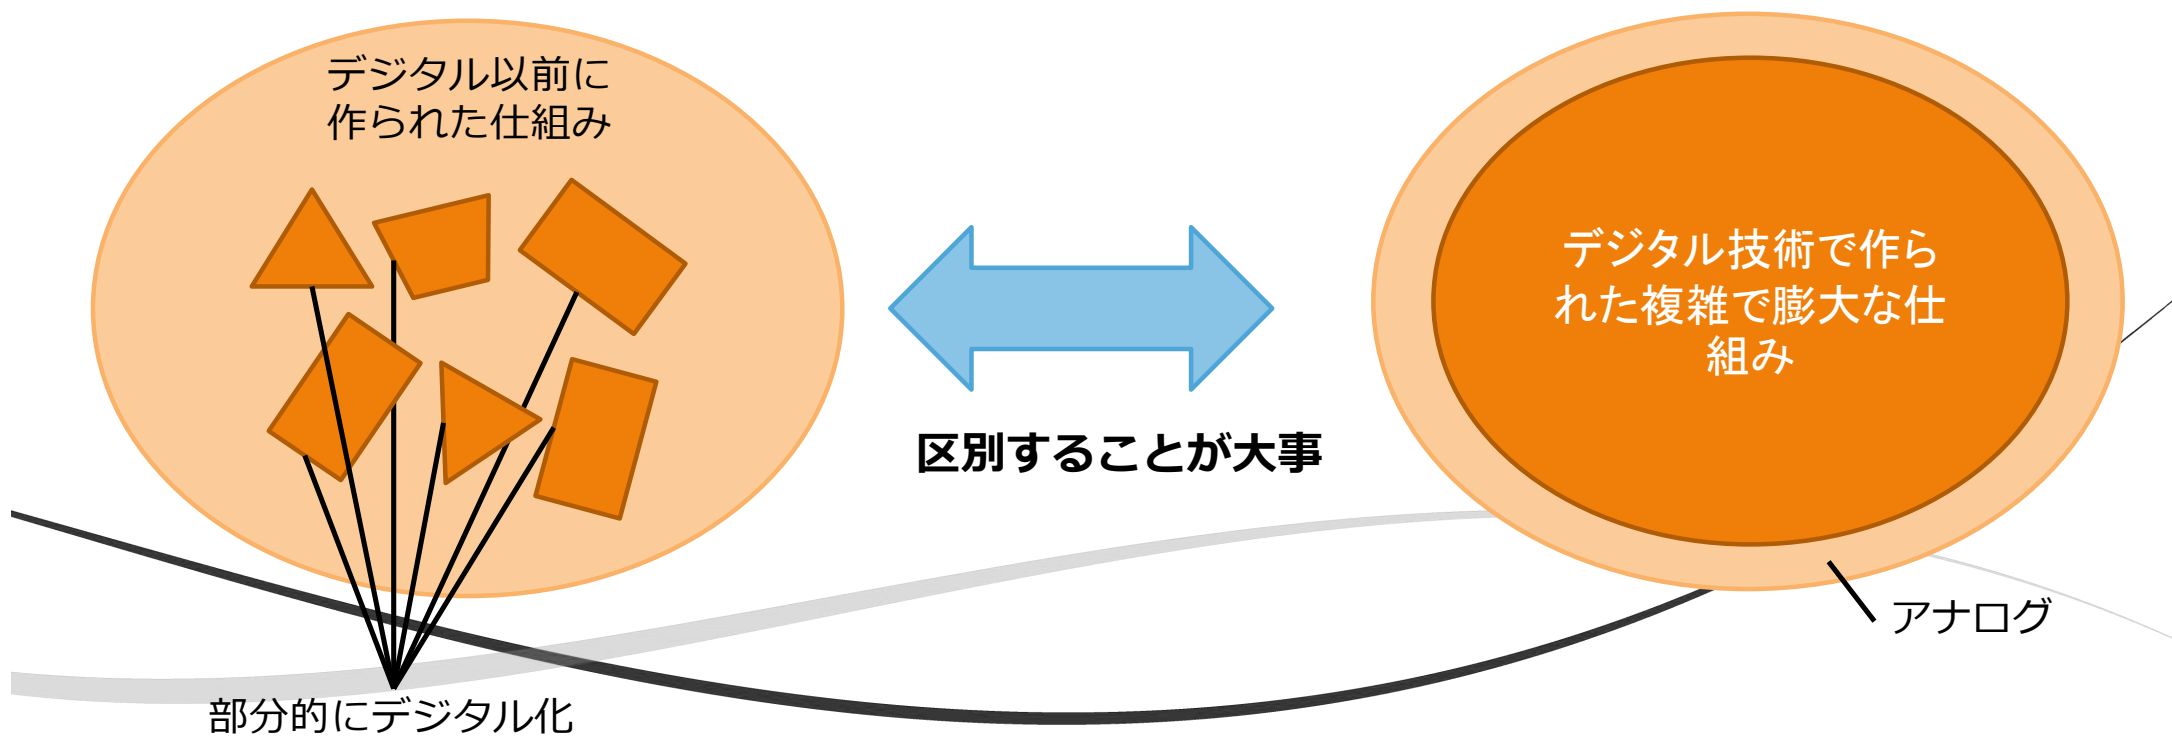 デジタル以前に
作られた仕組み
区別することが大事
デジタル技術で作ら
れた複雑で膨大な仕
組み
アナログ
部分的にデジタル化